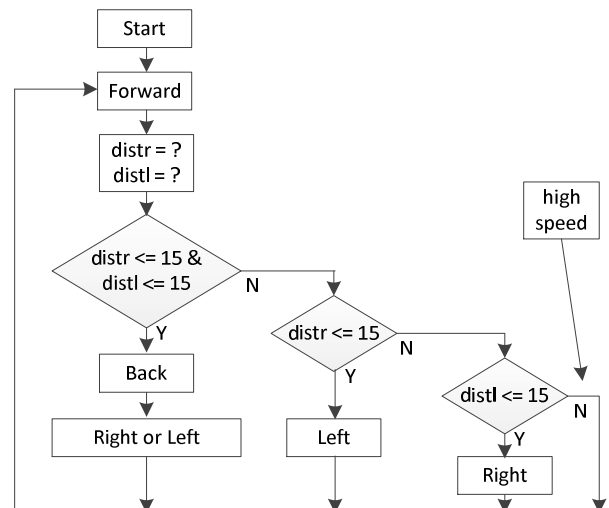 Start
Forward
distr = ?
distl = ?
distr <= 15 &
distl <= 15
N
Y
Back
Right or Left
distr <= 15
N
Y
Left
high
speed
distl <= 15
N
Y
Right